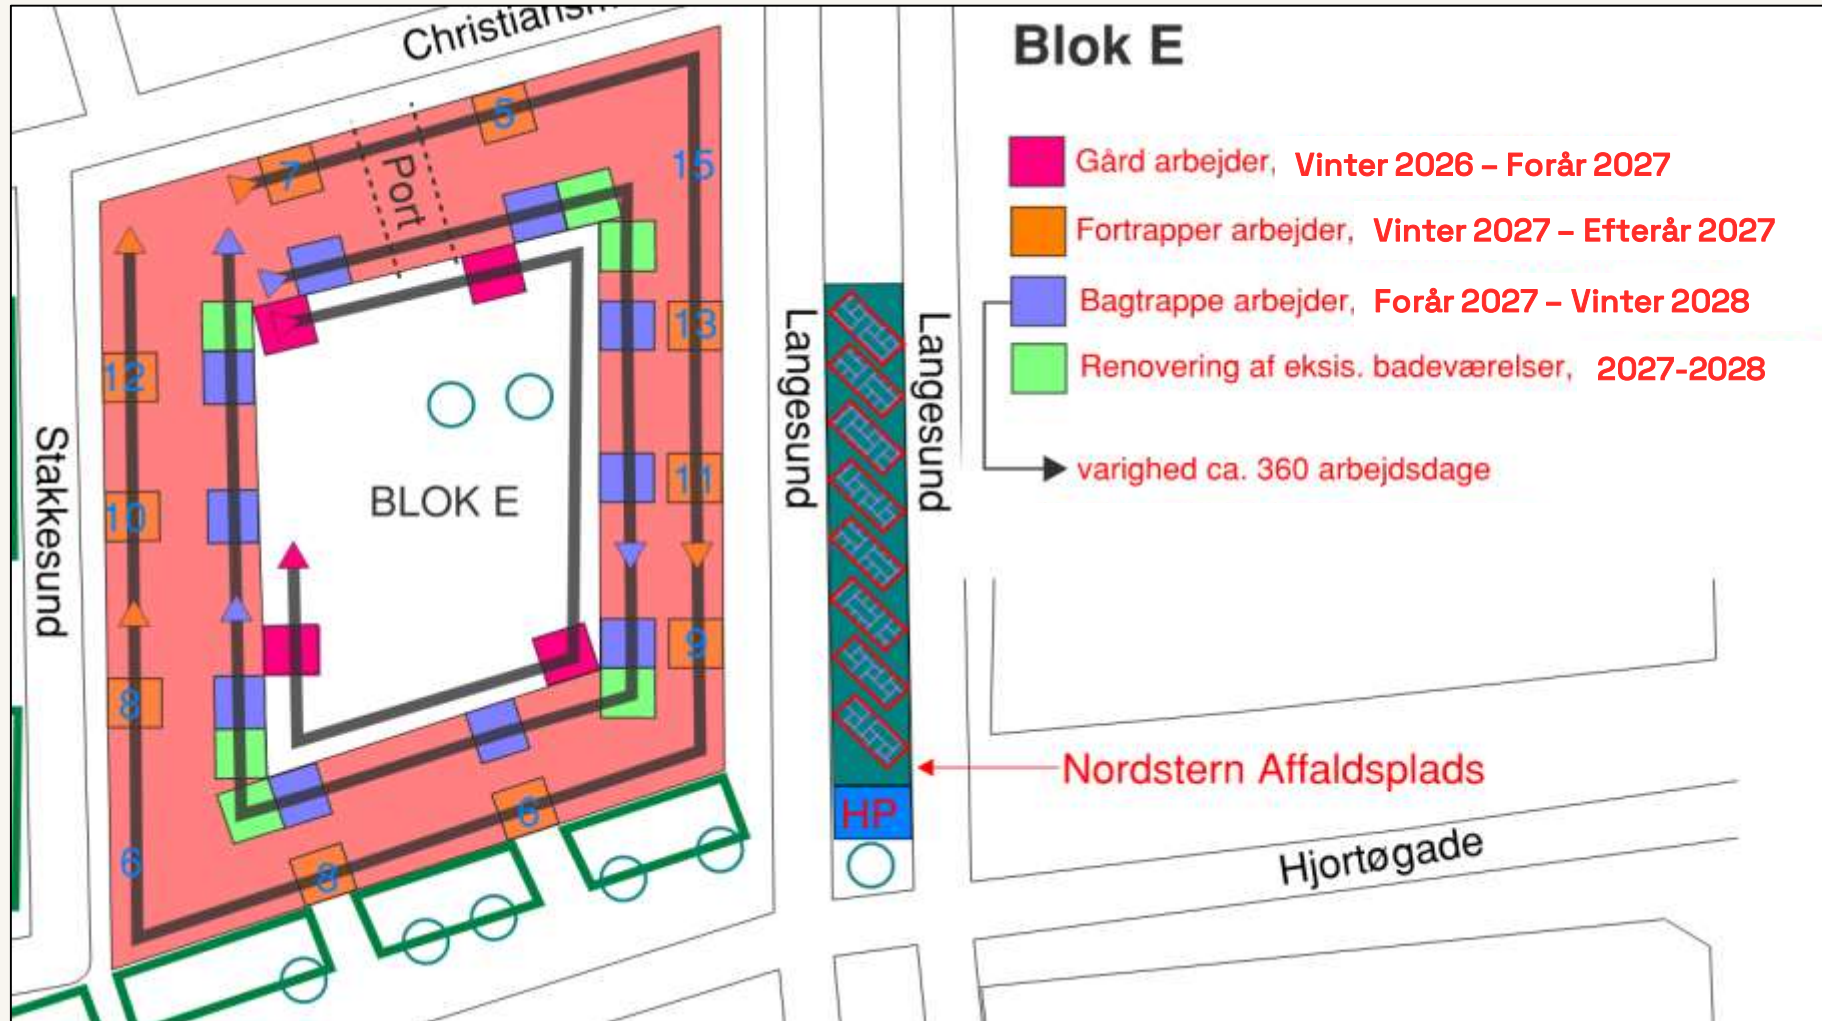 Blok E
Gård arbejder, Vinter 2026 – Forår 2027
Fortrapper arbejder, Vinter 2027 – Efterår 2027
Bagtrappe arbejder, Forår 2027 – Vinter 2028
Renovering af eksis. badeværelser, 2027-2028
varighed ca. 360 arbejdsdage
5
7
Port
15
13
12
11
10
9
8
6
6
8
BLOK E
Stakkesund
Langesund
Langesund
Nordstern Affaldsplads
HP
Hjortøgade